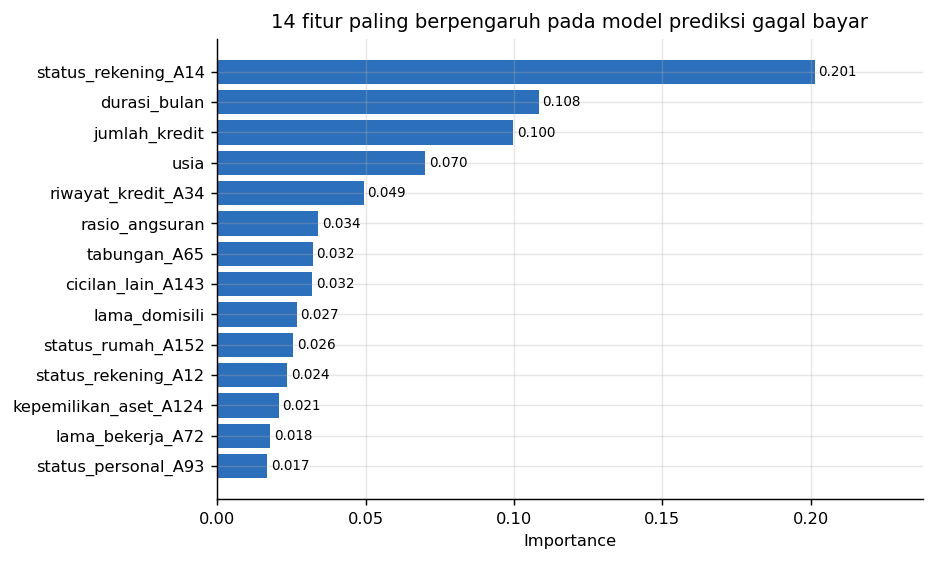 14 fitur paling berpengaruh pada model prediksi gagal bayar
status_rekening_A14 0.201
durasi_bulan 0.108
jumlah_kredit 0.100
usia 0.070
riwayat_kredit_A34 0.049
rasio_angsuran 0.034
tabungan_A65 0.032
cicilan_lain_A143 0.032
lama_domisili 0.027
status_rumah_A152 0.026
status_rekening_A12 0.024
kepemilikan_aset_A124 0.021
lama_bekerja_A72 0.018
status_personal_A93 0.017
0.00 0.05 0.10 0.15 0.20
Importance